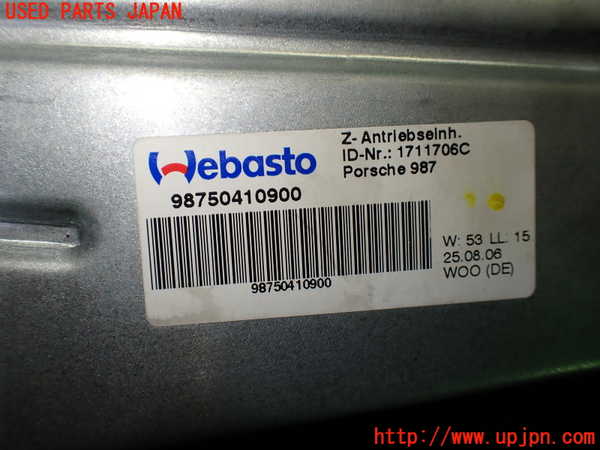 USED PARTS JAPAN.
Webasto
Z-Antriebseinh.
ID-Nr.: 1711706C
Porsche 987
98750410900
98750410900
W: 53 LL: 15
25.08.06
WOO (DE)
http://www.upjpn.com/